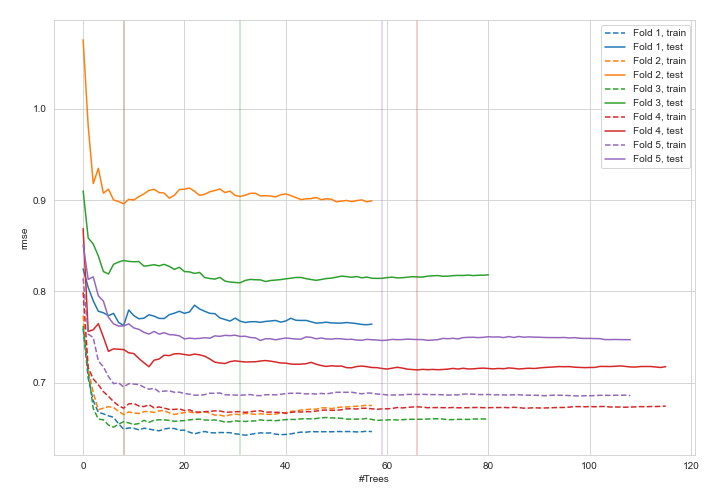 1.0
0.9
0.8
0.7
rmse
0
20
40
60
80
100
120
#Trees
Fold 1, train
Fold 1, test
Fold 2, train
Fold 2, test
Fold 3, train
Fold 3, test
Fold 4, train
Fold 4, test
Fold 5, train
Fold 5, test